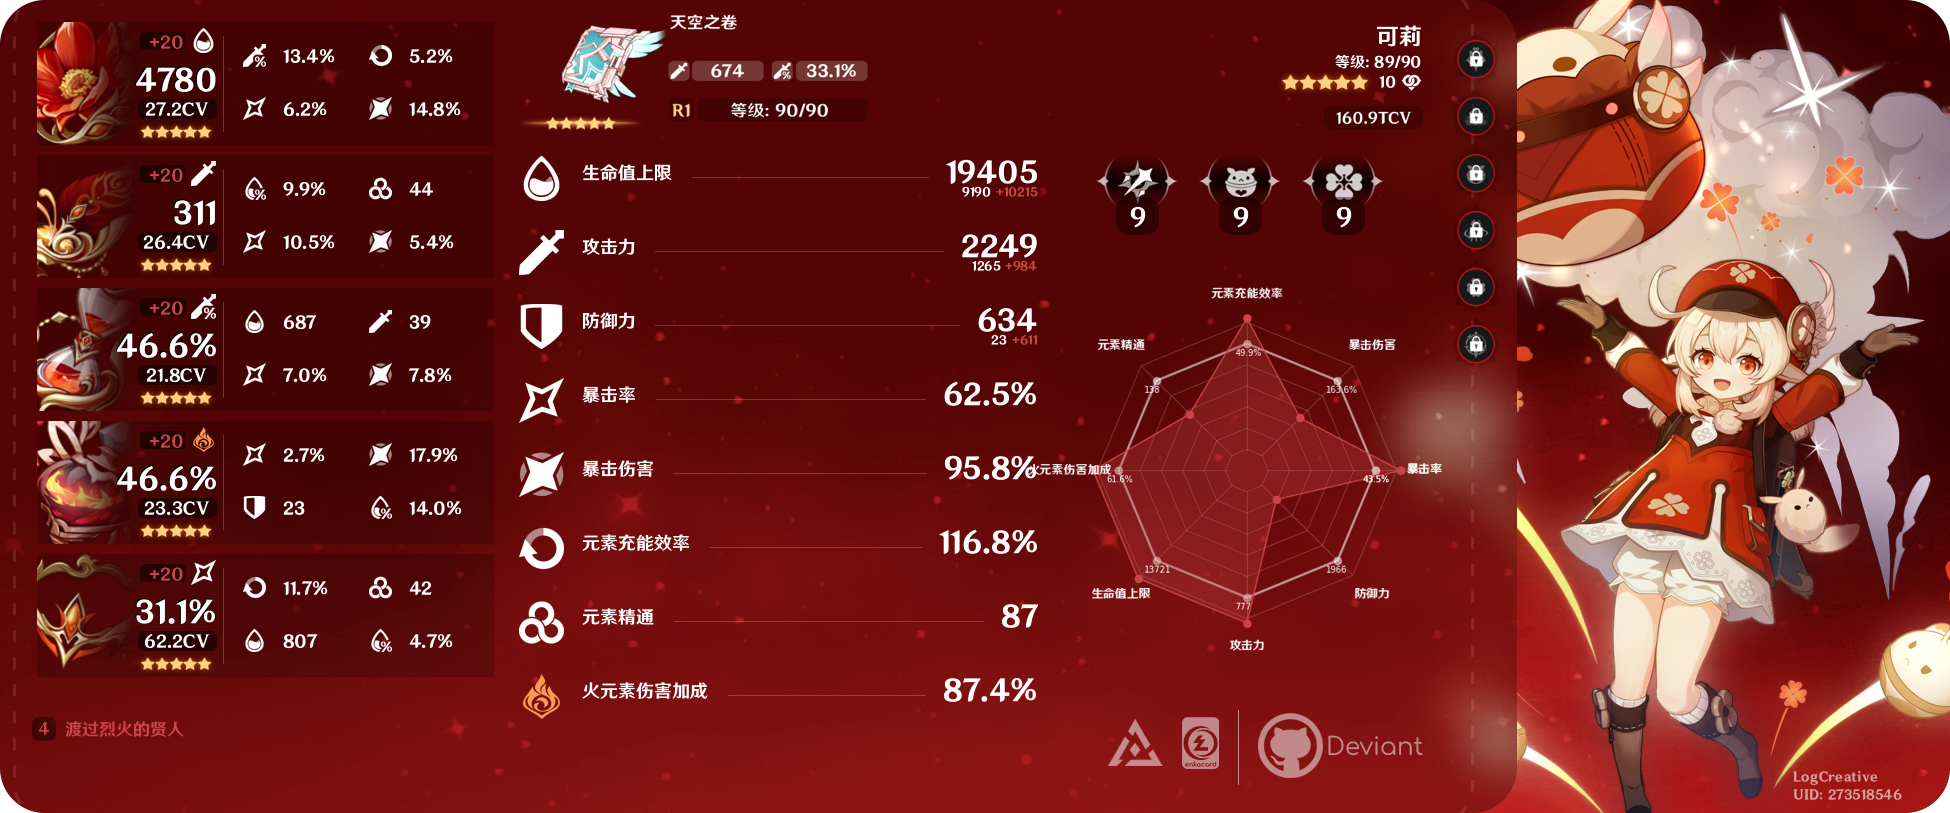 +20
4780
27.2CV
13.4%
5.2%
6.2%
14.8%
+20
311
26.4CV
9.9%
44
10.5%
5.4%
+20
46.6%
21.8CV
687
39
7.0%
7.8%
+20
46.6%
23.3CV
2.7%
17.9%
23
14.0%
+20
31.1%
62.2CV
11.7%
42
807
4.7%
4 渡过烈火的贤人
天空之卷
674
33.1%
R1
等级: 90/90
生命值上限
19405
9190 +10215
攻击力
2249
1265 +984
防御力
634
23 +611
暴击率
62.5%
暴击伤害
95.8%
元素充能效率
116.8%
元素精通
87
火元素伤害加成
87.4%
可莉
等级: 89/90
10
160.9TCV
9
9
9
元素充能效率
49.9%
元素精通
138
暴击伤害
163.6%
火元素伤害加成
61.6%
暴击率
43.5%
生命值上限
13721
防御力
1966
777
攻击力
enkacard
Deviant
LogCreative
UID: 273518546